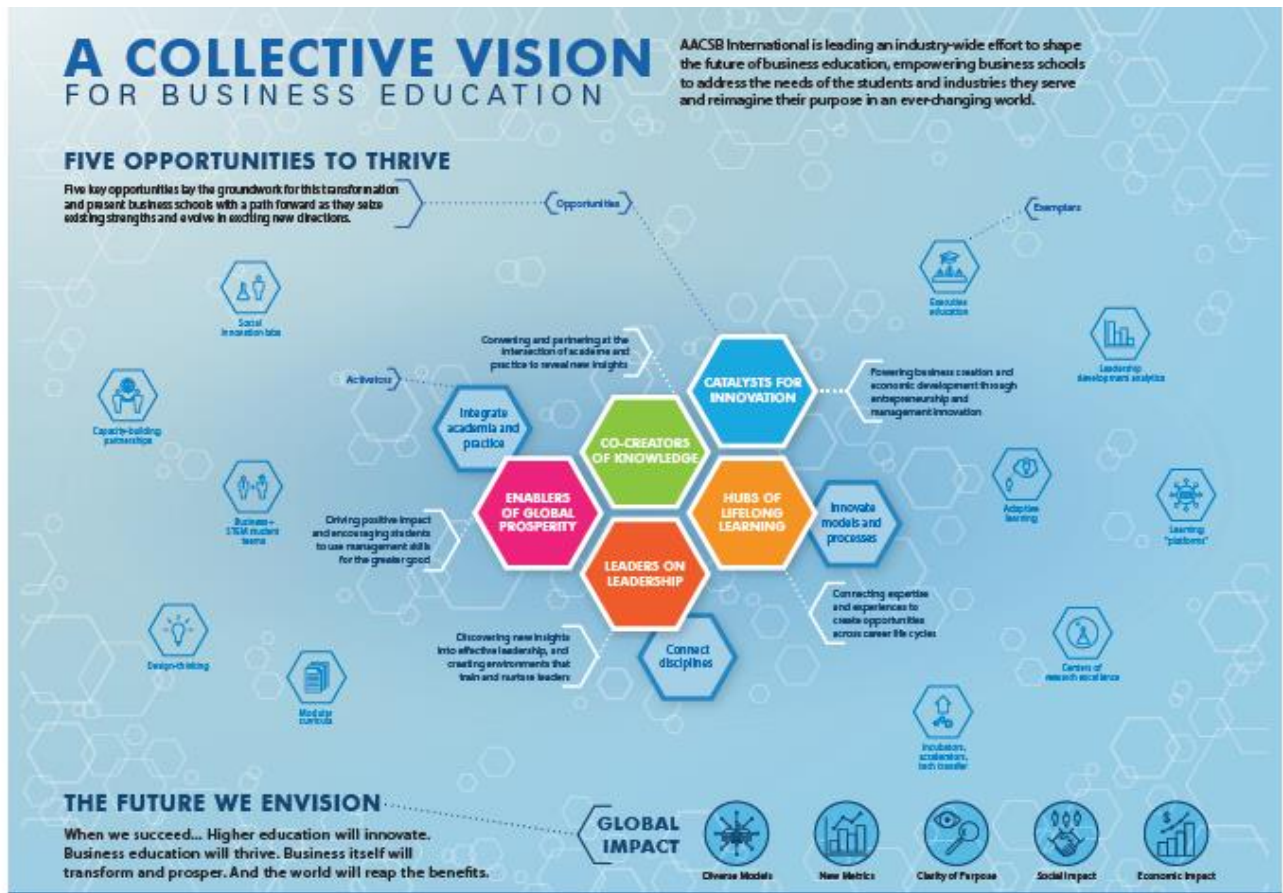 A COLLECTIVE VISION
FOR BUSINESS EDUCATION
AACSB International is leading an industry-wide effort to shape
the future of business education, empowering business schools
to address the needs of the students and industries they serve
and reimagine their purpose in an ever-changing world.
FIVE OPPORTUNITIES TO THRIVE
Five key opportunities lay the groundwork for this transformation
and present business schools with a path forward as they seize
existing strengths and evolve in exciting new directions.
Opportunities
Exemplars
Social
innovation labs
Executive
education
Convening and partnering at the
intersection of academe and
practice to reveal new insights
CATALYSTS FOR
INNOVATION
Powering business creation and
economic development through
entrepreneurship and
management innovation
Leadership
development analytics
Activators
Integrate
academia and
practice
Capacity-building
partnerships
CO-CREATORS
OF KNOWLEDGE
ENABLERS
OF GLOBAL
PROSPERITY
HUBS OF
LIFELONG
LEARNING
Innovate
models and
processes
Adaptive
learning
Learning
"platforms"
Business +
STEM student
teams
Driving positive impact
and encouraging students
to use management skills
for the greater good
LEADERS ON
LEADERSHIP
Connecting expertise
and experiences to
create opportunities
across career life cycles
Discovering new insights
into effective leadership, and
creating environments that
train and nurture leaders
Connect
disciplines
Design-thinking
Modular
curricula
Centers of
research excellence
Incubators,
accelerators,
tech transfer
THE FUTURE WE ENVISION
When we succeed... Higher education will innovate.
Business education will thrive. Business itself will
transform and prosper. And the world will reap the benefits.
GLOBAL
IMPACT
Diverse Models
New Metrics
Clarity of Purpose
Social Impact
Economic Impact